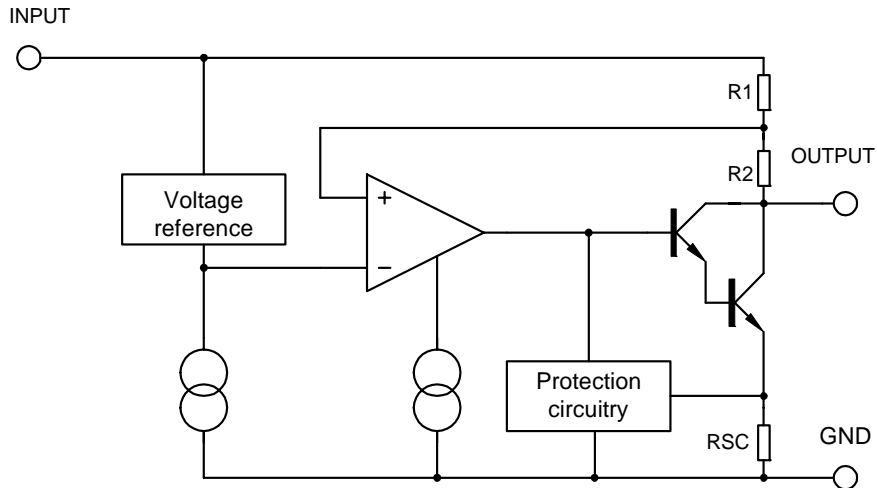 INPUT
R1
R2
OUTPUT
Voltage
reference
+
−
Protection
circuitry
RSC
GND